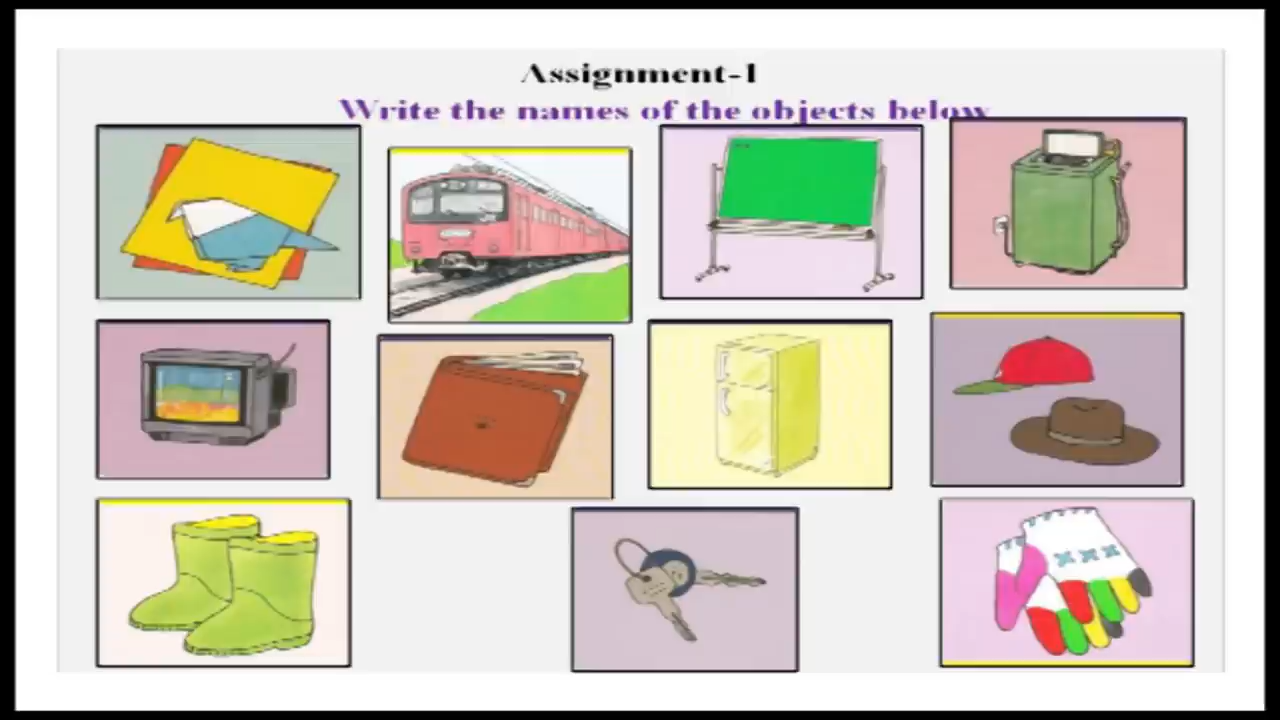 Assignment-1
Write the names of the objects below